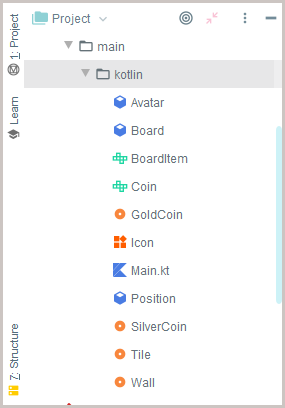 Project
main
kotlin
Avatar
Board
BoardItem
Coin
GoldCoin
Icon
Main.kt
Position
SilverCoin
Tile
Wall
1: Project
Learn
7: Structure